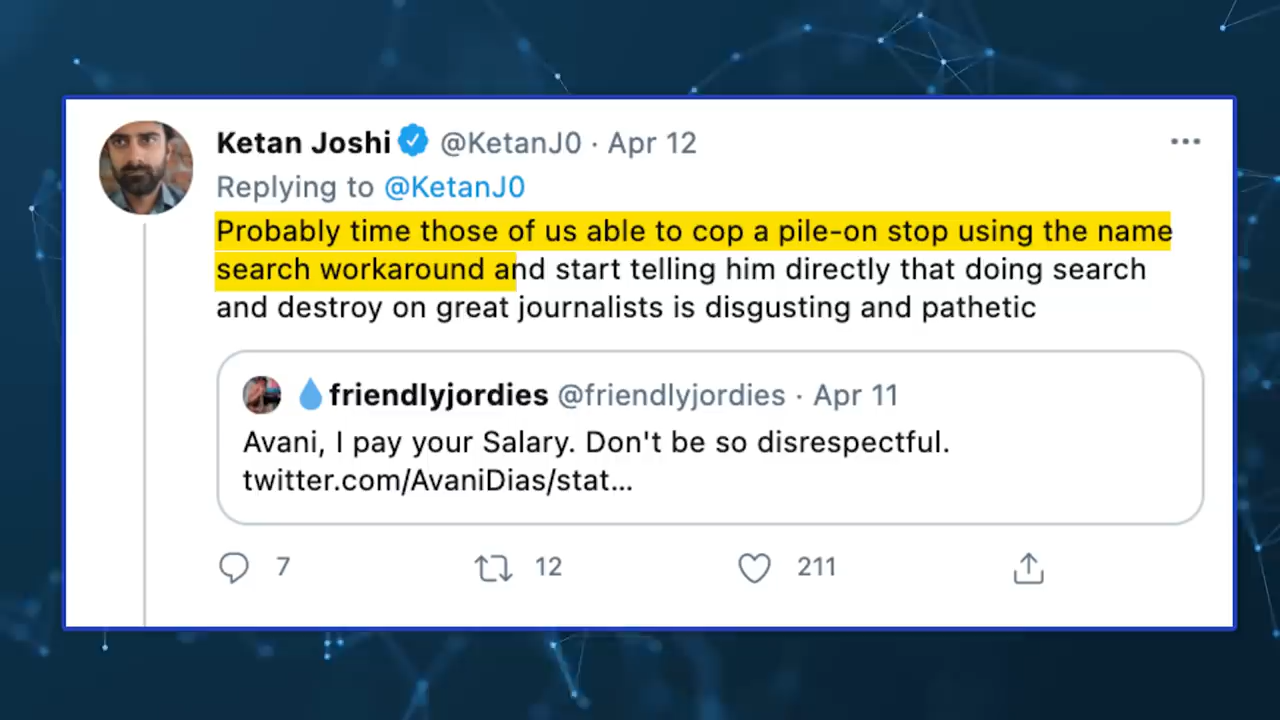 Ketan Joshi @KetanJ0 · Apr 12
Replying to @KetanJ0
Probably time those of us able to cop a pile-on stop using the name
search workaround and start telling him directly that doing search
and destroy on great journalists is disgusting and pathetic
friendlyjordies @friendlyjordies · Apr 11
Avani, I pay your Salary. Don't be so disrespectful.
twitter.com/AvaniDias/stat...
7 12 211